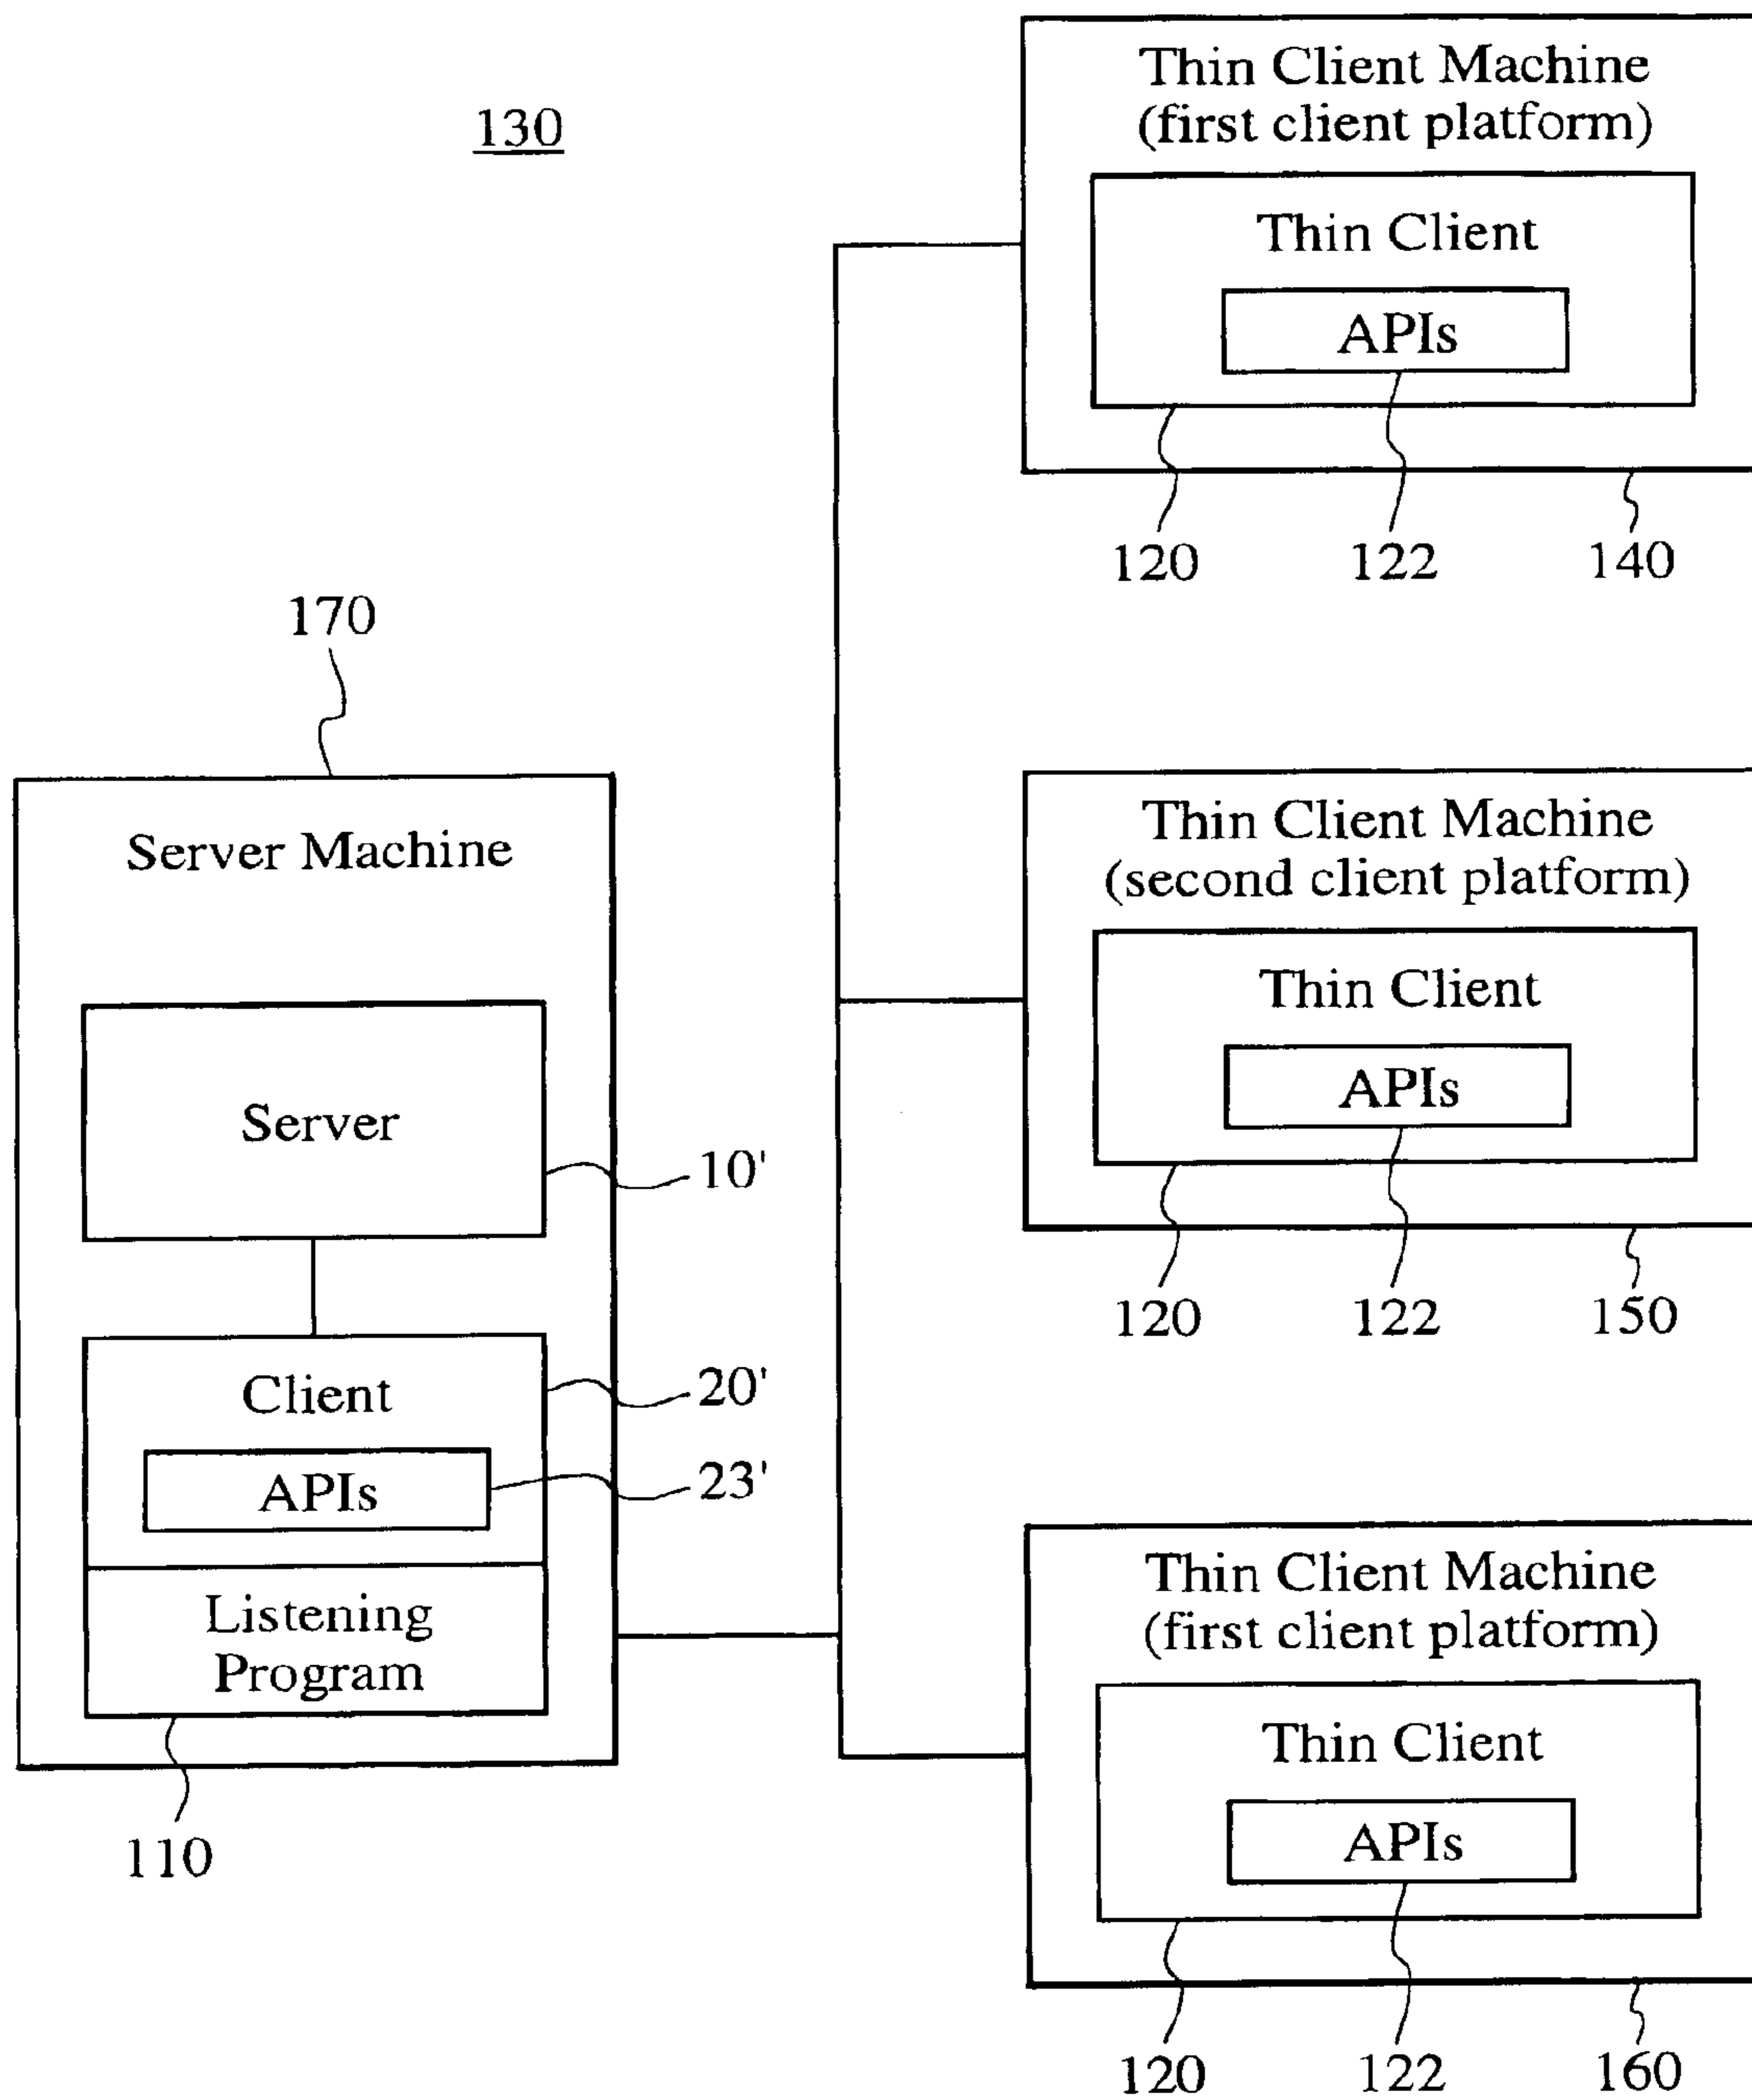 130
Thin Client Machine
(first client platform)
Thin Client
APIs
120
122
140
170
Server Machine
Server
10'
Client
20'
APIs
23'
Listening
Program
110
Thin Client Machine
(second client platform)
Thin Client
APIs
120
122
150
Thin Client Machine
(first client platform)
Thin Client
APIs
120
122
160